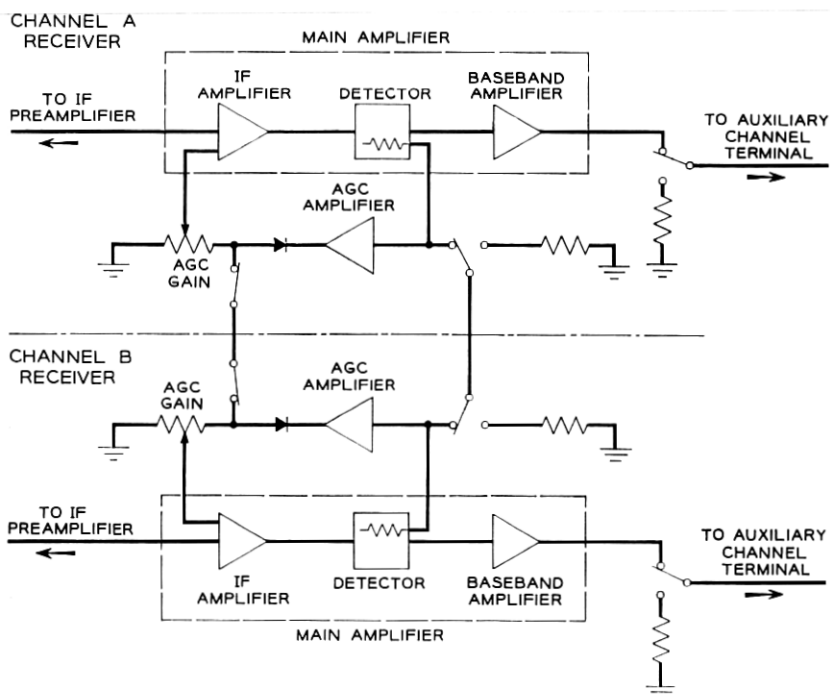 CHANNEL A
RECEIVER
MAIN AMPLIFIER
IF
AMPLIFIER
DETECTOR
BASEBAND
AMPLIFIER
TO IF
PREAMPLIFIER
TO AUXILIARY
CHANNEL
TERMINAL
AGC
AMPLIFIER
AGC
GAIN
CHANNEL B
RECEIVER
AGC
GAIN
AGC
AMPLIFIER
TO IF
PREAMPLIFIER
IF
AMPLIFIER
DETECTOR
BASEBAND
AMPLIFIER
TO AUXILIARY
CHANNEL
TERMINAL
MAIN AMPLIFIER